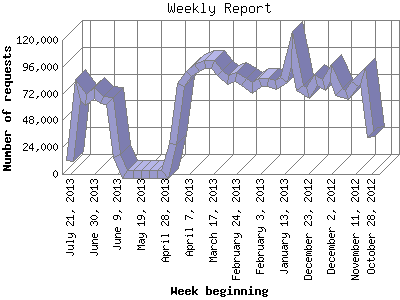 Weekly Report
Number of requests
120,000
96,000
72,000
48,000
24,000
0
July 21, 2013
June 30, 2013
June 9, 2013
May 19, 2013
April 28, 2013
April 7, 2013
March 17, 2013
February 24, 2013
February 3, 2013
January 13, 2013
December 23, 2012
December 2, 2012
November 11, 2012
October 28, 2012
Week beginning